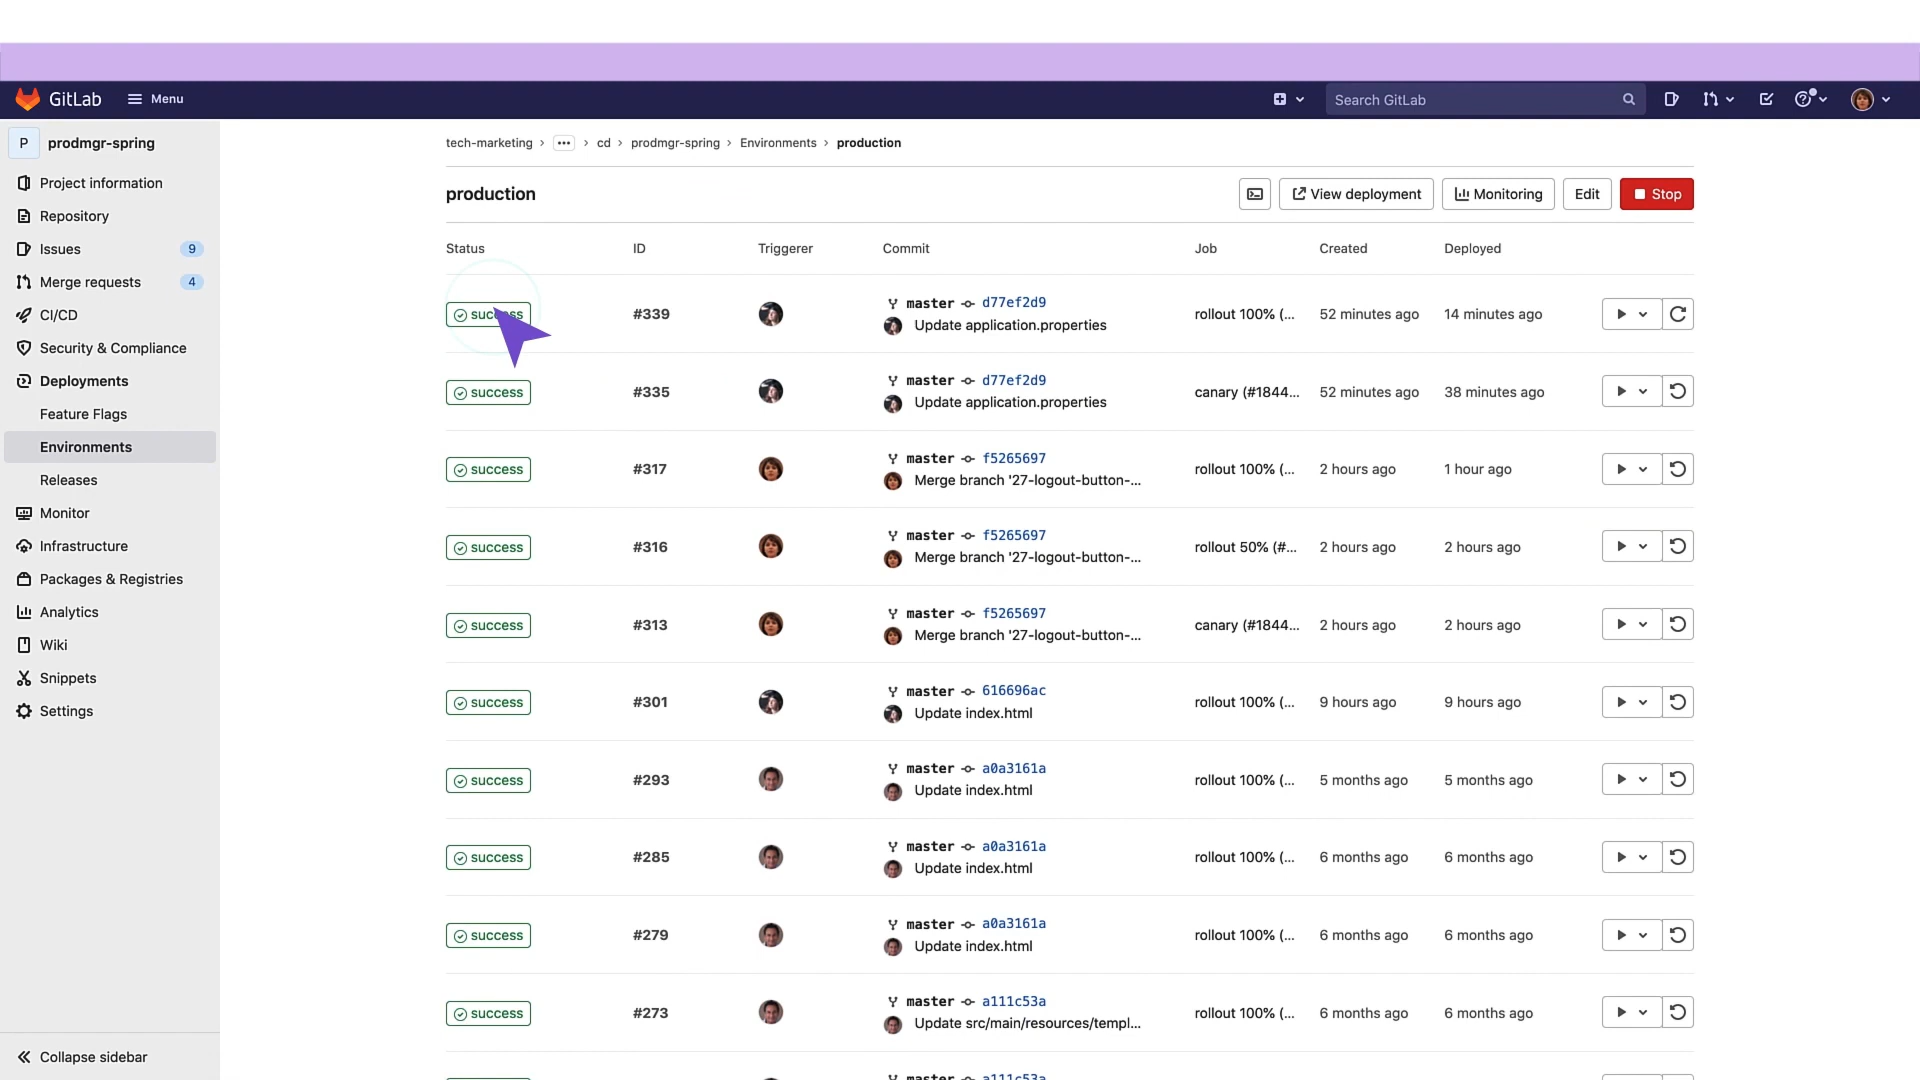 GitLab
Menu
Search GitLab
P prodmgr-spring
Project information
Repository
Issues 9
Merge requests 4
CI/CD
Security & Compliance
Deployments
Feature Flags
Environments
Releases
Monitor
Infrastructure
Packages & Registries
Analytics
Wiki
Snippets
Settings
Collapse sidebar
tech-marketing › ••• › cd › prodmgr-spring › Environments › production
production
View deployment Monitoring Edit Stop
Status ID Triggerer Commit Job Created Deployed
success #339 master d77ef2d9 rollout 100% (... 52 minutes ago 14 minutes ago
Update application.properties
success #335 master d77ef2d9 canary (#1844... 52 minutes ago 38 minutes ago
Update application.properties
success #317 master f5265697 rollout 100% (... 2 hours ago 1 hour ago
Merge branch '27-logout-button-...
success #316 master f5265697 rollout 50% (#... 2 hours ago 2 hours ago
Merge branch '27-logout-button-...
success #313 master f5265697 canary (#1844... 2 hours ago 2 hours ago
Merge branch '27-logout-button-...
success #301 master 616696ac rollout 100% (... 9 hours ago 9 hours ago
Update index.html
success #293 master a0a3161a rollout 100% (... 5 months ago 5 months ago
Update index.html
success #285 master a0a3161a rollout 100% (... 6 months ago 6 months ago
Update index.html
success #279 master a0a3161a rollout 100% (... 6 months ago 6 months ago
Update index.html
success #273 master a111c53a rollout 100% (... 6 months ago 6 months ago
Update src/main/resources/templ...
master a111c53a